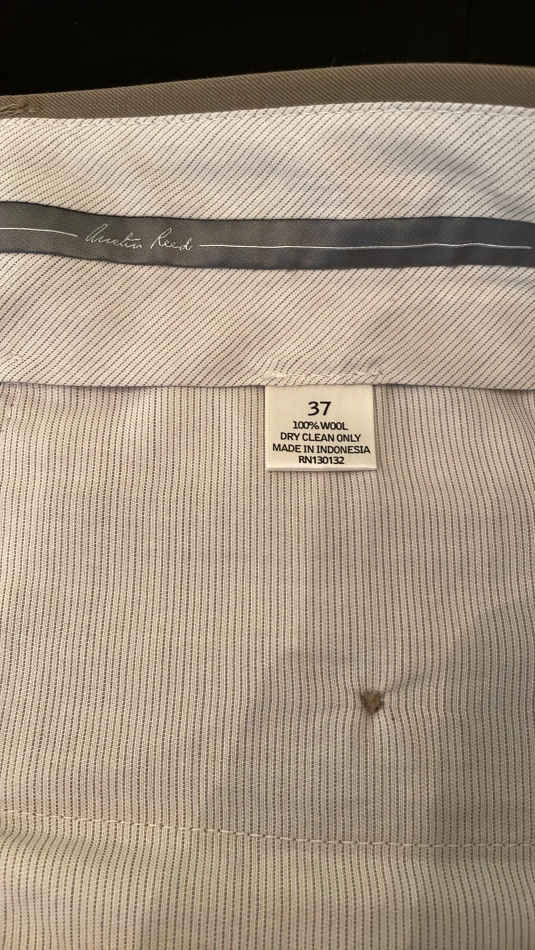 Austin Reed
37
100% WOOL
DRY CLEAN ONLY
MADE IN INDONESIA
RN130132